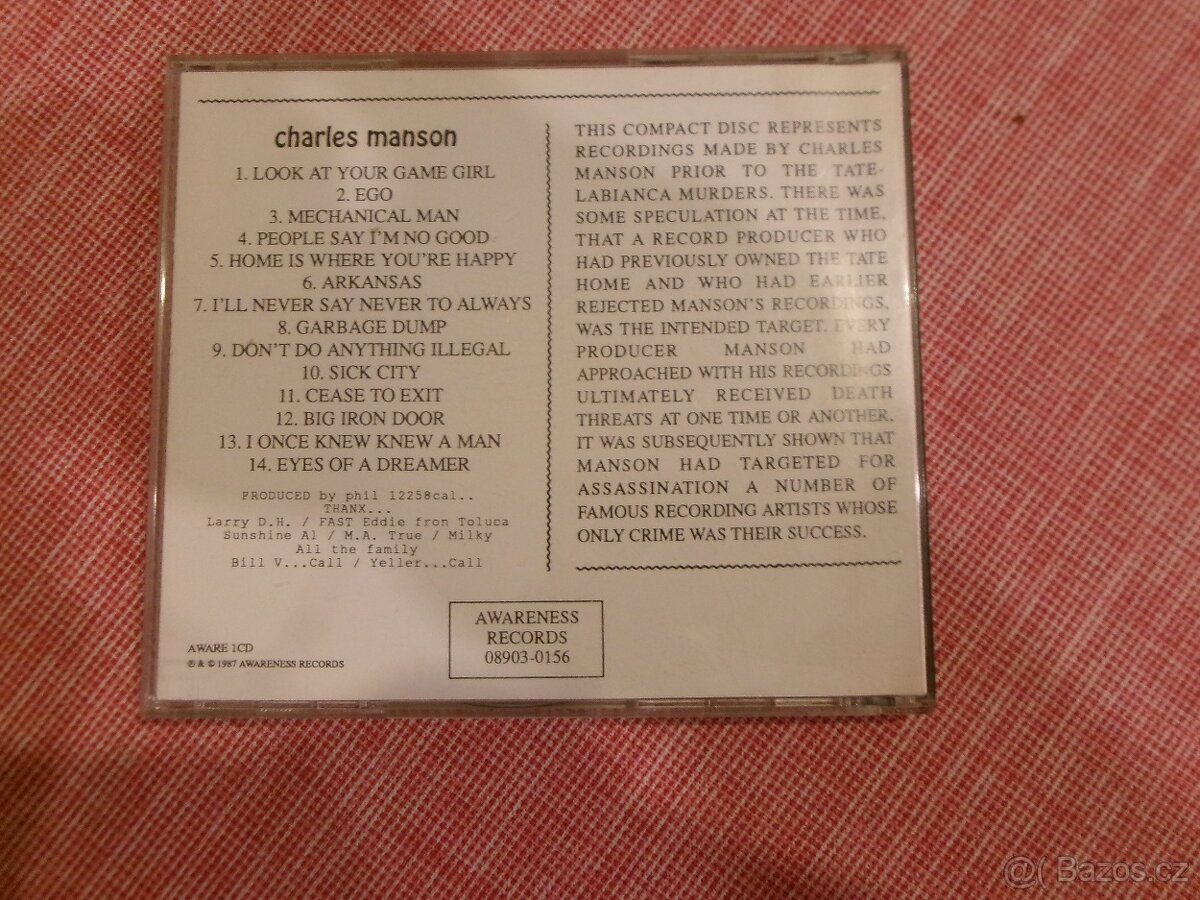 charles manson
1. LOOK AT YOUR GAME GIRL
2. EGO
3. MECHANICAL MAN
4. PEOPLE SAY I'M NO GOOD
5. HOME IS WHERE YOU'RE HAPPY
6. ARKANSAS
7. I'LL NEVER SAY NEVER TO ALWAYS
8. GARBAGE DUMP
9. DON'T DO ANYTHING ILLEGAL
10. SICK CITY
11. CEASE TO EXIT
12. BIG IRON DOOR
13. I ONCE KNEW KNEW A MAN
14. EYES OF A DREAMER
PRODUCED by phil 12258cal..
THANX...
Larry D.H. / FAST Eddie fron Toluca
Sunshine Al / M.A. True / Milky
All the family
Bill V...Call / Yeller...Call
THIS COMPACT DISC REPRESENTS
RECORDINGS MADE BY CHARLES
MANSON PRIOR TO THE TATE-
LABIANCA MURDERS. THERE WAS
SOME SPECULATION AT THE TIME,
THAT A RECORD PRODUCER WHO
HAD PREVIOUSLY OWNED THE TATE
HOME AND WHO HAD EARLIER
REJECTED MANSON'S RECORDINGS,
WAS THE INTENDED TARGET. EVERY
PRODUCER MANSON HAD
APPROACHED WITH HIS RECORDINGS
ULTIMATELY RECEIVED DEATH
THREATS AT ONE TIME OR ANOTHER.
IT WAS SUBSEQUENTLY SHOWN THAT
MANSON HAD TARGETED FOR
ASSASSINATION A NUMBER OF
FAMOUS RECORDING ARTISTS WHOSE
ONLY CRIME WAS THEIR SUCCESS.
AWARENESS
RECORDS
08903-0156
AWARE 1CD
℗ & © 1987 AWARENESS RECORDS
@( Bazos.cz